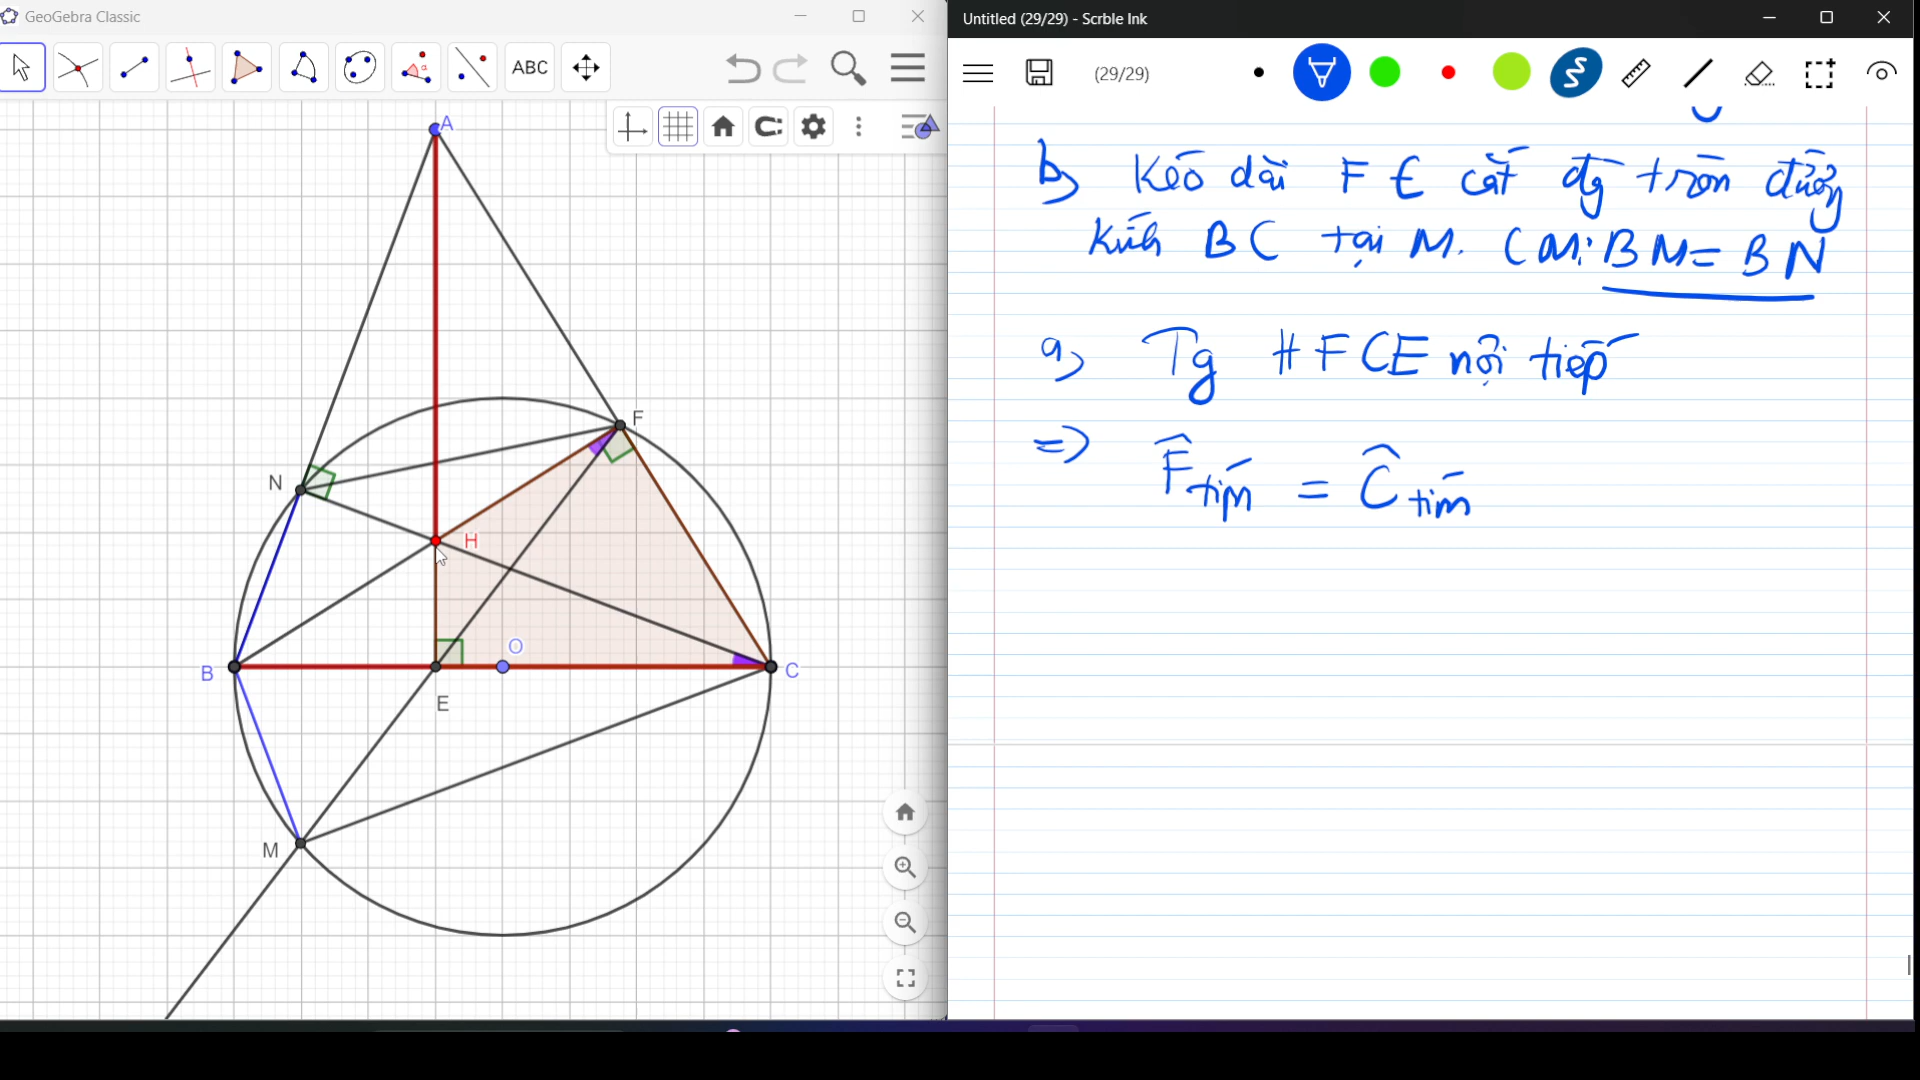 GeoGebra Classic
ABC
A
F
N
H
B
O
C
E
M
Untitled (29/29) - Scrble Ink
(29/29)
b) Kéo dài FE cắt đg tròn đường
kính BC tại M. CM: BM = BN
a) Tg HFCE nội tiếp
=> F̂ tím = Ĉ tím